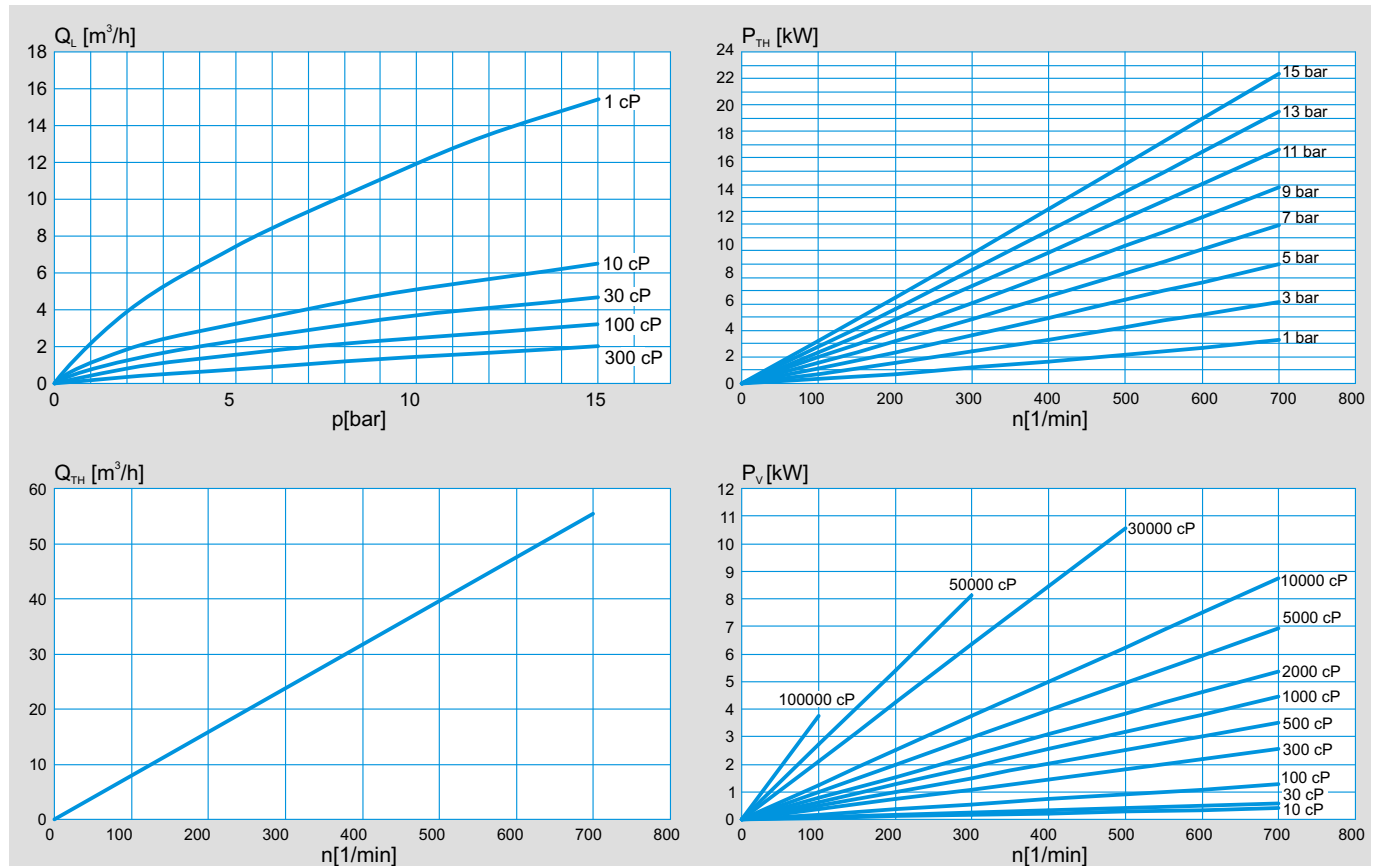 Q_L [m³/h]
18
16
14
12
10
8
6
4
2
0
1 cP
10 cP
30 cP
100 cP
300 cP
0 5 10 15
p[bar]
P_TH [kW]
24
22
20
18
16
14
12
10
8
6
4
2
0
15 bar
13 bar
11 bar
9 bar
7 bar
5 bar
3 bar
1 bar
0 100 200 300 400 500 600 700 800
n[1/min]
Q_TH [m³/h]
60
50
40
30
20
10
0
0 100 200 300 400 500 600 700 800
n[1/min]
P_V [kW]
12
11
10
9
8
7
6
5
4
3
2
1
0
30000 cP
50000 cP
10000 cP
5000 cP
2000 cP
100000 cP
1000 cP
500 cP
300 cP
100 cP
30 cP
10 cP
0 100 200 300 400 500 600 700 800
n[1/min]